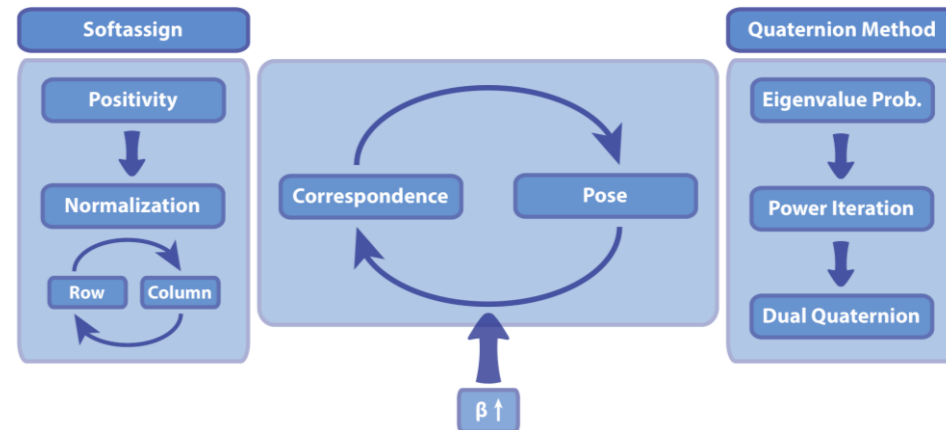 Softassign
Positivity
Normalization
Row
Column
Correspondence
Pose
β ↑
Quaternion Method
Eigenvalue Prob.
Power Iteration
Dual Quaternion